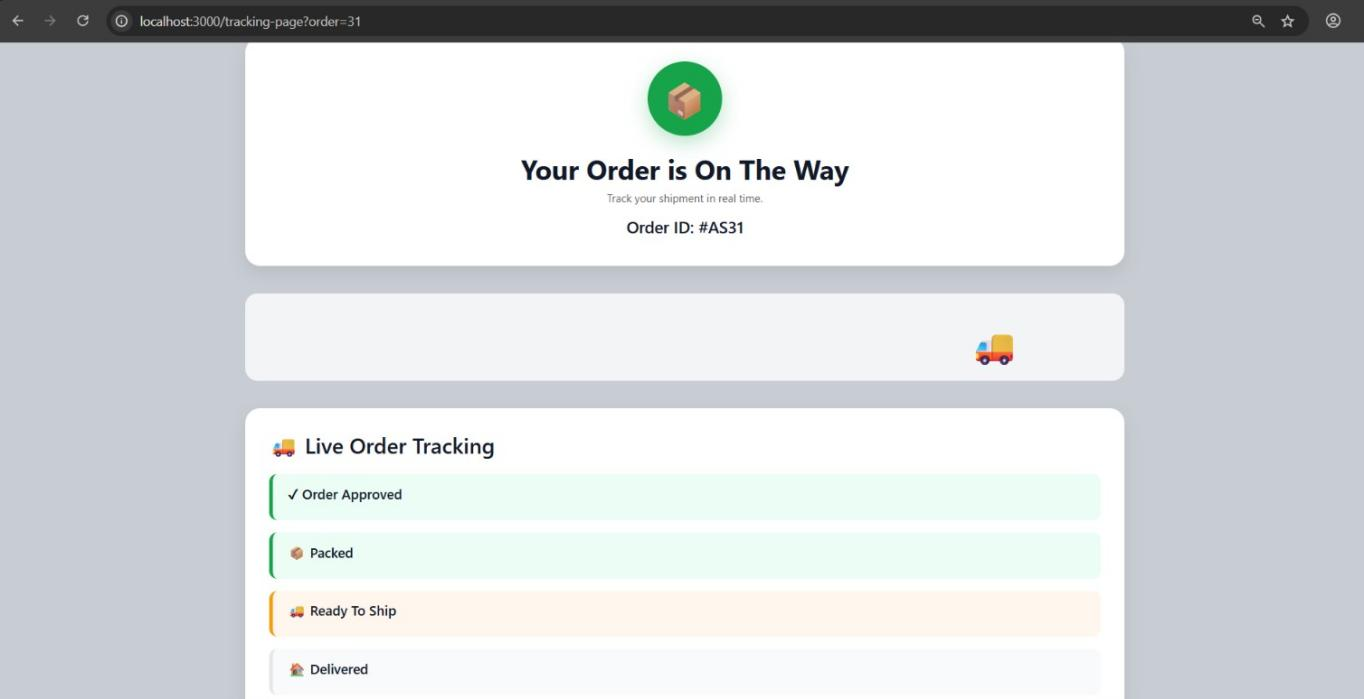 localhost:3000/tracking-page?order=31
Your Order is On The Way
Track your shipment in real time.
Order ID: #AS31
🚚 Live Order Tracking
✓ Order Approved
📦 Packed
🚚 Ready To Ship
🏠 Delivered